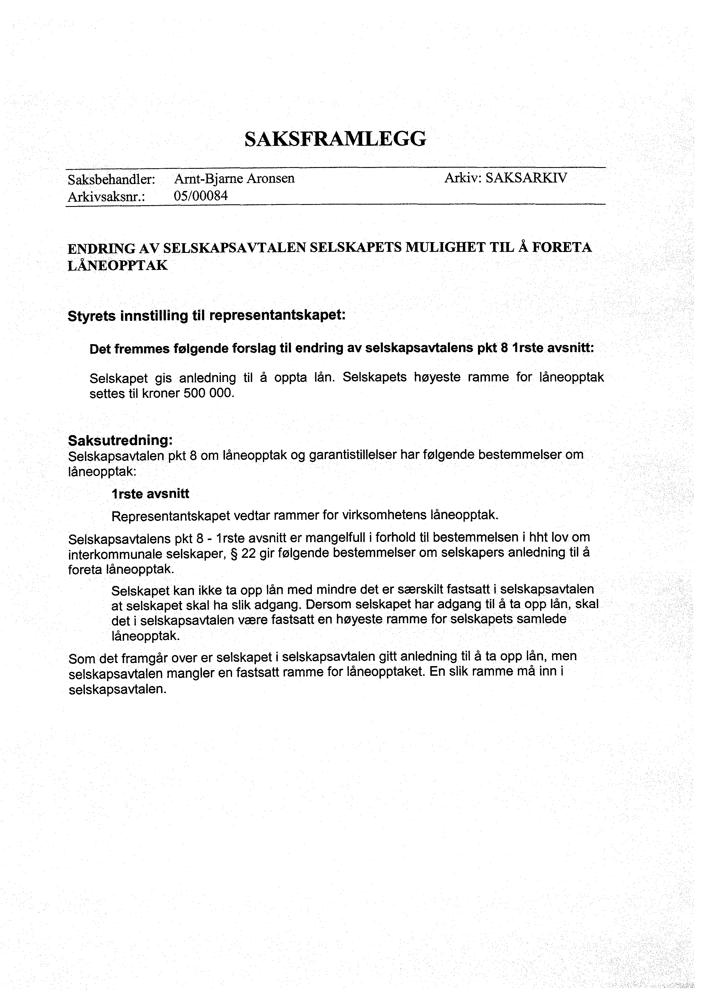 SAKSFRAMLEGG
Saksbehandler: Arnt-Bjarne Aronsen Arkiv: SAKSARKIV
Arkivsaksnr.: 05/00084
ENDRING AV SELSKAPSAVTALEN SELSKAPETS MULIGHET TIL Å FORETA
LÅNEOPPTAK
Styrets innstilling til representantskapet:
Det fremmes følgende forslag til endring av selskapsavtalens pkt 8 1rste avsnitt:
Selskapet gis anledning til å oppta lån. Selskapets høyeste ramme for låneopptak
settes til kroner 500 000.
Saksutredning:
Selskapsavtalen pkt 8 om låneopptak og garantistillelser har følgende bestemmelser om
låneopptak:
1rste avsnitt
Representantskapet vedtar rammer for virksomhetens låneopptak.
Selskapsavtalens pkt 8 - 1rste avsnitt er mangelfull i forhold til bestemmelsen i hht lov om
interkommunale selskaper, § 22 gir følgende bestemmelser om selskapers anledning til å
foreta låneopptak.
Selskapet kan ikke ta opp lån med mindre det er særskilt fastsatt i selskapsavtalen
at selskapet skal ha slik adgang. Dersom selskapet har adgang til å ta opp lån, skal
det i selskapsavtalen være fastsatt en høyeste ramme for selskapets samlede
låneopptak.
Som det framgår over er selskapet i selskapsavtalen gitt anledning til å ta opp lån, men
selskapsavtalen mangler en fastsatt ramme for låneopptaket. En slik ramme må inn i
selskapsavtalen.